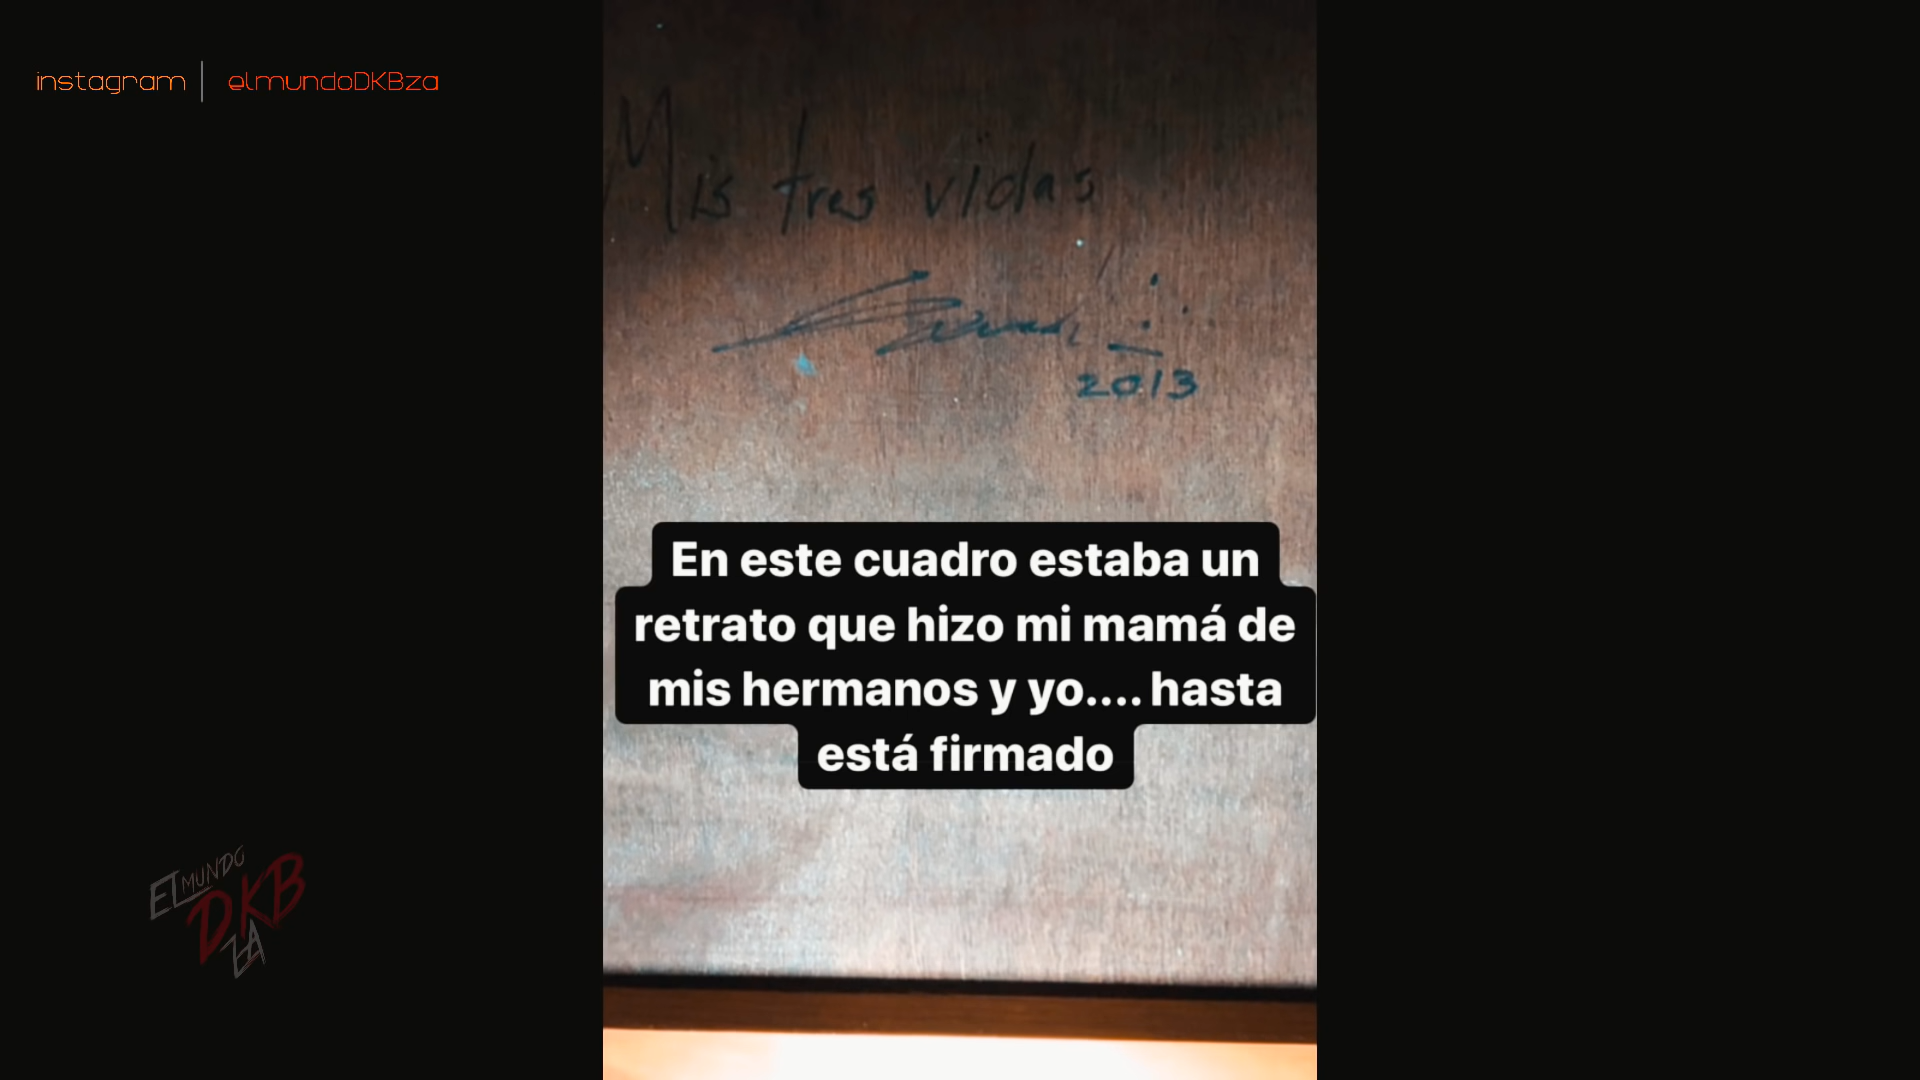 instagram | elmundoDKBza
Mis tres vidas
2013
En este cuadro estaba un
retrato que hizo mi mamá de
mis hermanos y yo.... hasta
está firmado
EL MUNDO
DKB
ZA